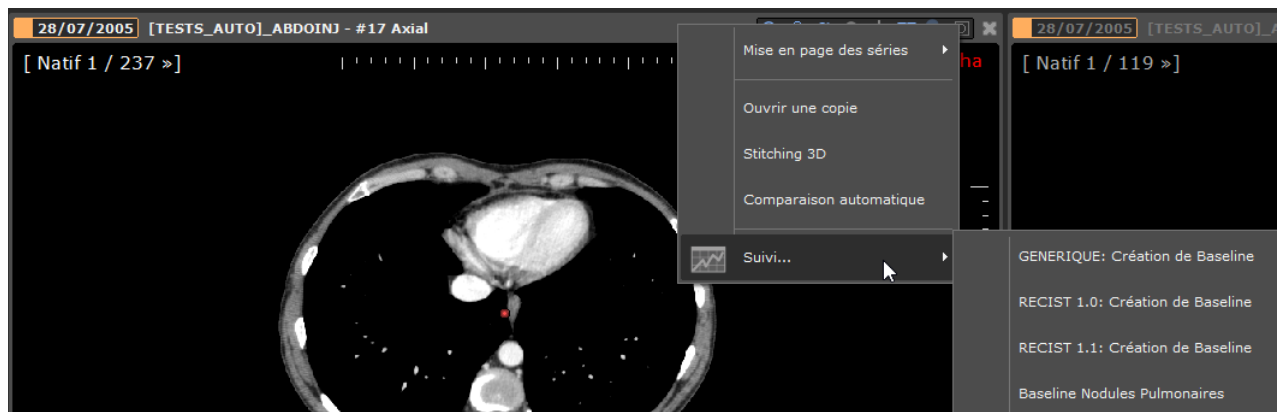 28/07/2005 [TESTS_AUTO]_ABDOINJ - #17 Axial
28/07/2005 [TESTS_AUTO]_A
[ Natif 1 / 237 »]
ha
[ Natif 1 / 119 »]
Mise en page des séries
Ouvrir une copie
Stitching 3D
Comparaison automatique
Suivi...
GENERIQUE: Création de Baseline
RECIST 1.0: Création de Baseline
RECIST 1.1: Création de Baseline
Baseline Nodules Pulmonaires